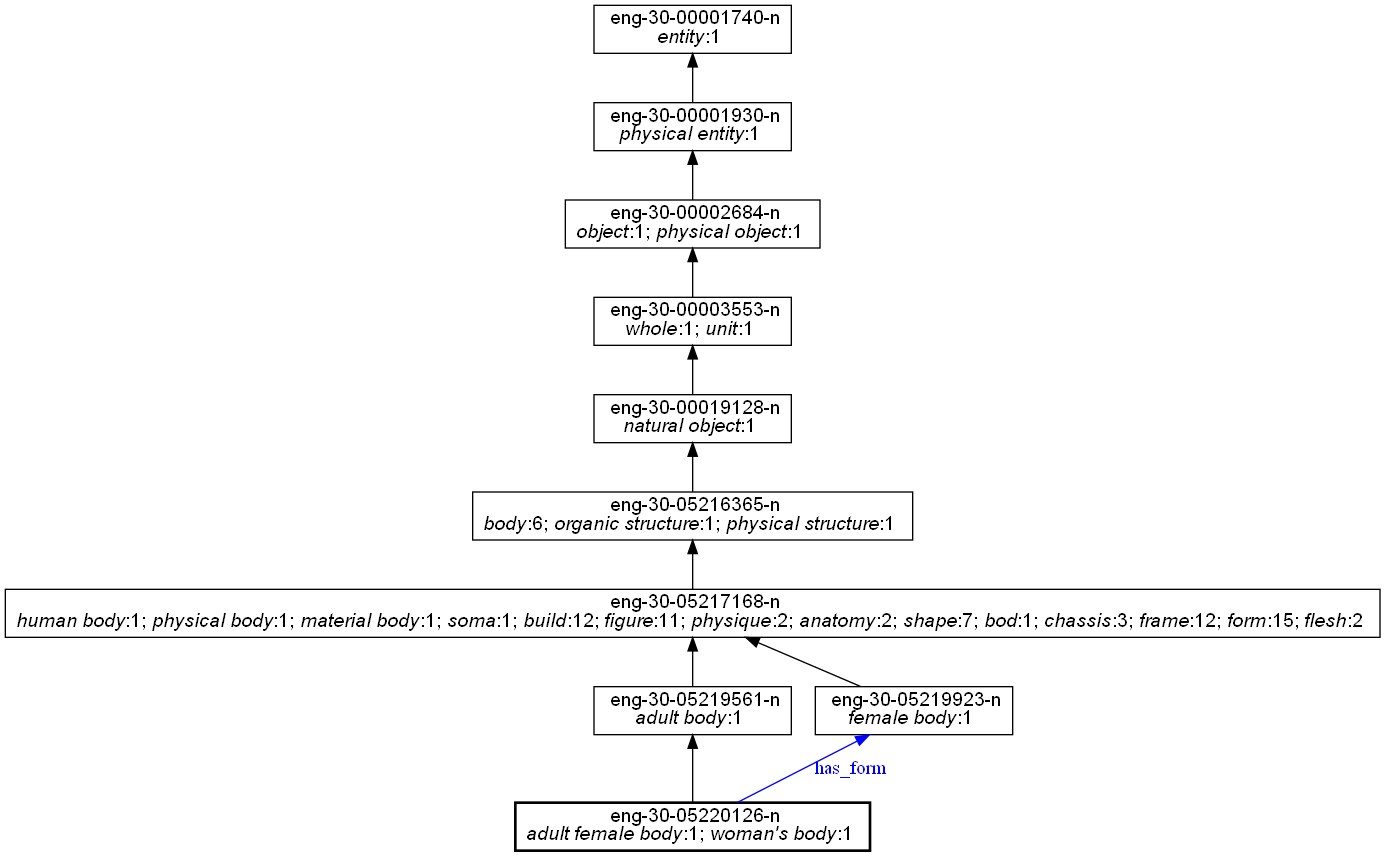 eng-30-00001740-n
entity:1
eng-30-00001930-n
physical entity:1
eng-30-00002684-n
object:1; physical object:1
eng-30-00003553-n
whole:1; unit:1
eng-30-00019128-n
natural object:1
eng-30-05216365-n
body:6; organic structure:1; physical structure:1
eng-30-05217168-n
human body:1; physical body:1; material body:1; soma:1; build:12; figure:11; physique:2; anatomy:2; shape:7; bod:1; chassis:3; frame:12; form:15; flesh:2
eng-30-05219561-n
adult body:1
eng-30-05219923-n
female body:1
has_form
eng-30-05220126-n
adult female body:1; woman's body:1